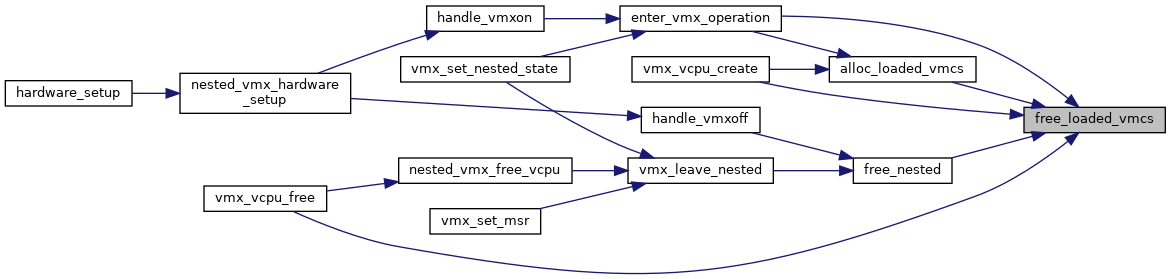 handle_vmxon
enter_vmx_operation
vmx_set_nested_state
vmx_vcpu_create
alloc_loaded_vmcs
hardware_setup
nested_vmx_hardware
_setup
handle_vmxoff
free_loaded_vmcs
nested_vmx_free_vcpu
vmx_leave_nested
free_nested
vmx_vcpu_free
vmx_set_msr